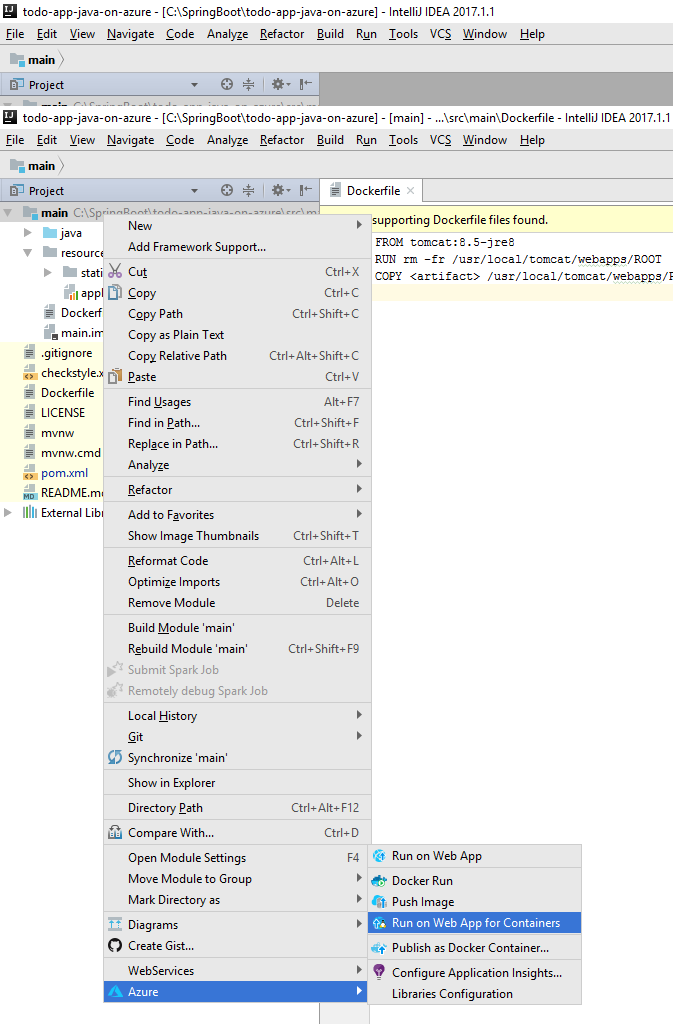 todo-app-java-on-azure - [C:\SpringBoot\todo-app-java-on-azure] - IntelliJ IDEA 2017.1.1
File Edit View Navigate Code Analyze Refactor Build Run Tools VCS Window Help
main
Project
main C:\SpringBoot\todo-app-java-on-azure\src\m
todo-app-java-on-azure - [C:\SpringBoot\todo-app-java-on-azure] - [main] - ...\src\main\Dockerfile - IntelliJ IDEA 2017.1.1
File Edit View Navigate Code Analyze Refactor Build Run Tools VCS Window Help
main
Project
Dockerfile
main C:\SpringBoot\todo-app-java-on-azure\src\m
java
resource
stati
appl
Dockerf
main.im
.gitignore
checkstyle.x
Dockerfile
LICENSE
mvnw
mvnw.cmd
pom.xml
README.md
External Libr
supporting Dockerfile files found.
FROM tomcat:8.5-jre8
RUN rm -fr /usr/local/tomcat/webapps/ROOT
COPY <artifact> /usr/local/tomcat/webapps/R
New
Add Framework Support...
Cut Ctrl+X
Copy Ctrl+C
Copy Path Ctrl+Shift+C
Copy as Plain Text
Copy Relative Path Ctrl+Alt+Shift+C
Paste Ctrl+V
Find Usages Alt+F7
Find in Path... Ctrl+Shift+F
Replace in Path... Ctrl+Shift+R
Analyze
Refactor
Add to Favorites
Show Image Thumbnails Ctrl+Shift+T
Reformat Code Ctrl+Alt+L
Optimize Imports Ctrl+Alt+O
Remove Module Delete
Build Module 'main'
Rebuild Module 'main' Ctrl+Shift+F9
Submit Spark Job
Remotely debug Spark Job
Local History
Git
Synchronize 'main'
Show in Explorer
Directory Path Ctrl+Alt+F12
Compare With... Ctrl+D
Open Module Settings F4
Move Module to Group
Mark Directory as
Diagrams
Create Gist...
WebServices
Azure
Run on Web App
Docker Run
Push Image
Run on Web App for Containers
Publish as Docker Container...
Configure Application Insights...
Libraries Configuration